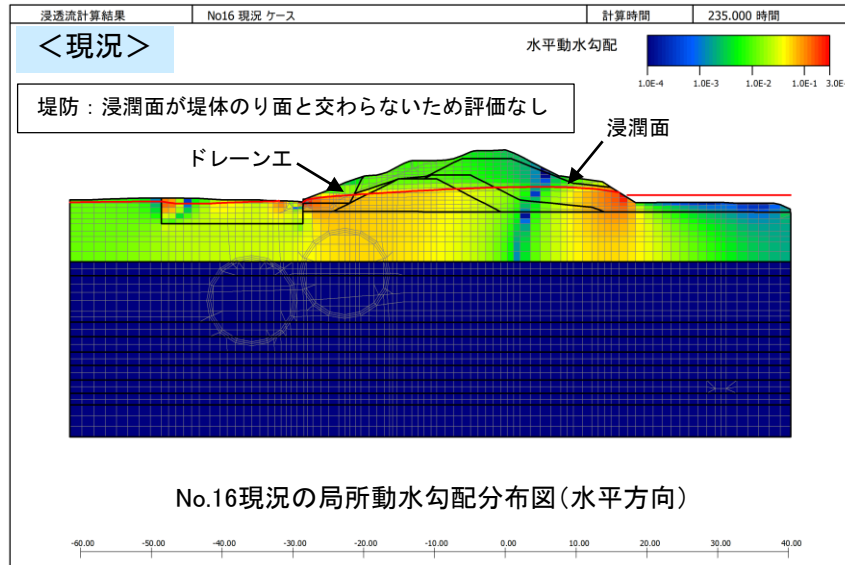 浸透流計算結果 No16 現況 ケース 計算時間 235.000 時間
＜現況＞
水平動水勾配
1.0E-4 1.0E-3 1.0E-2 1.0E-1 3.0E-
堤防：浸潤面が堤体のり面と交わらないため評価なし
浸潤面
ドレーン工
No.16現況の局所動水勾配分布図（水平方向）
-60.00 -50.00 -40.00 -30.00 -20.00 -10.00 0.00 10.00 20.00 30.00 40.00